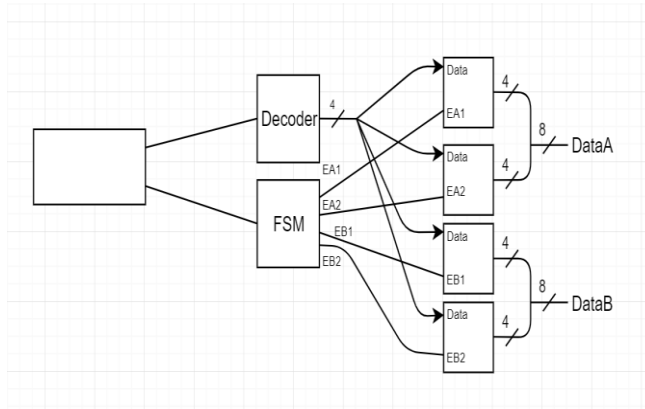 Decoder
4
FSM
EA1
EA2
EB1
EB2
Data
EA1
4
Data
EA2
4
8
DataA
Data
EB1
4
Data
EB2
4
8
DataB